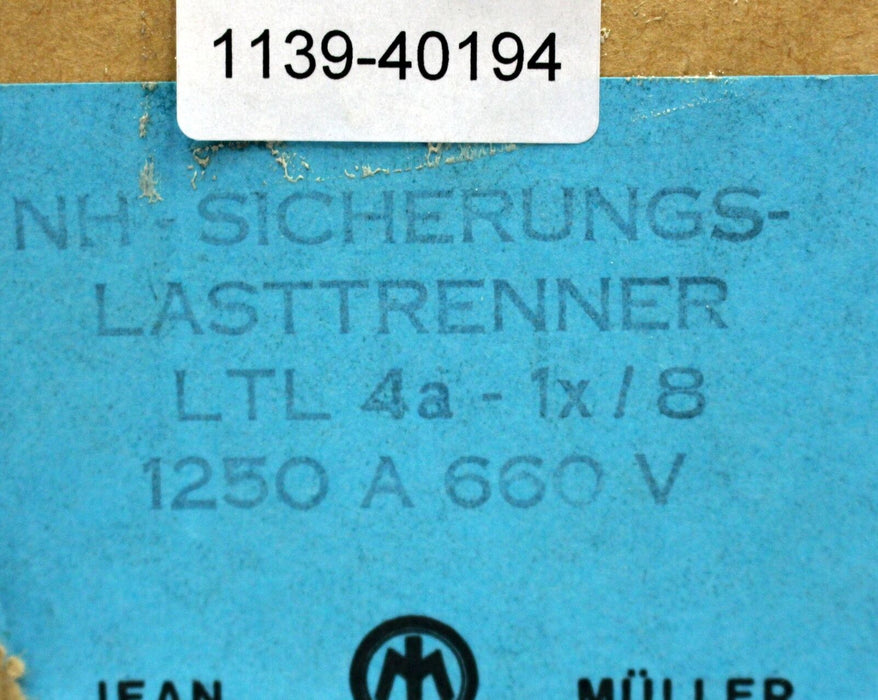 1139-40194
NH-SICHERUNGS-
LASTTRENNER
LTL 4a - 1x / 8
1250 A 660 V
JEAN MÜLLER